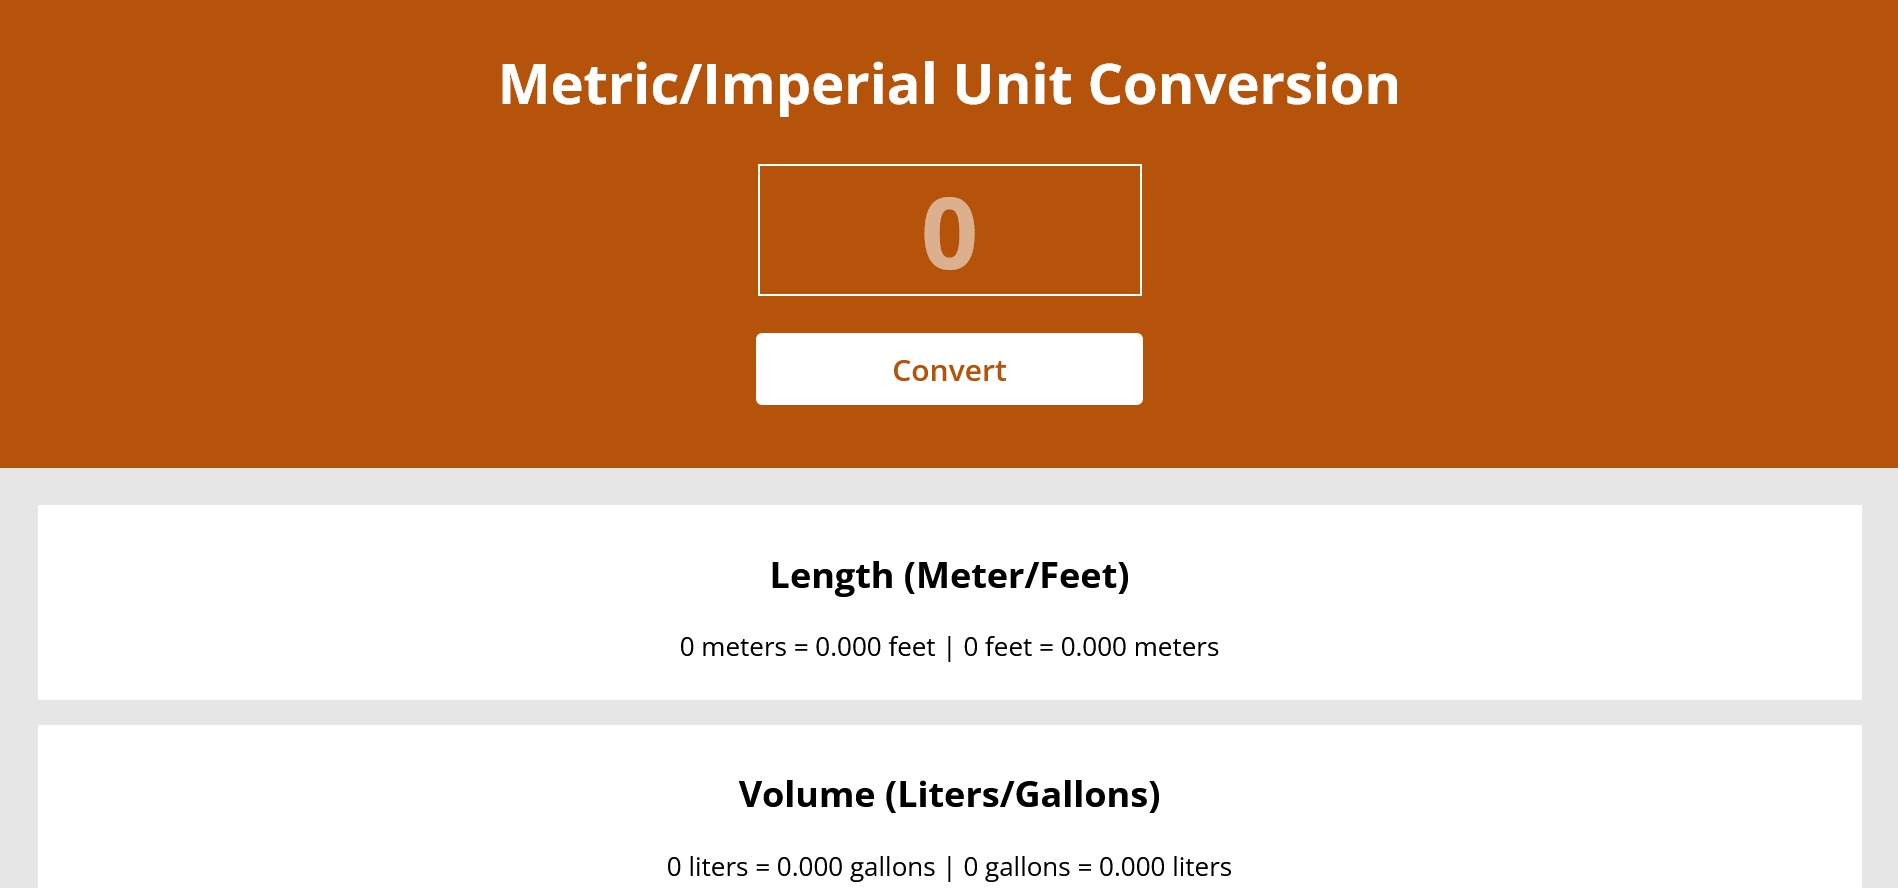 Metric/Imperial Unit Conversion
0
Convert
Length (Meter/Feet)
0 meters = 0.000 feet | 0 feet = 0.000 meters
Volume (Liters/Gallons)
0 liters = 0.000 gallons | 0 gallons = 0.000 liters